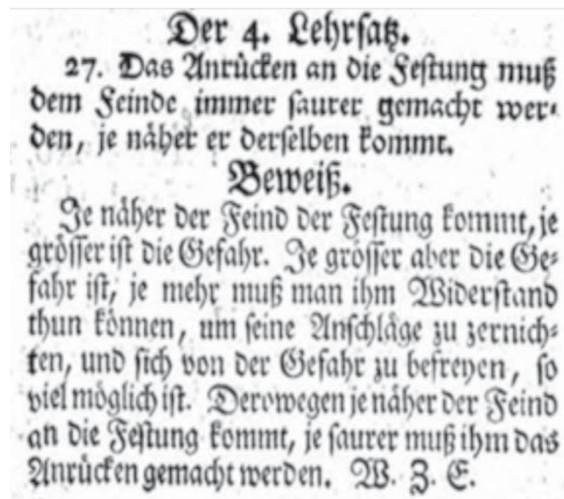 Der 4. Lehrſatz.
27. Das Anrücken an die Feſtung muß
dem Feinde immer ſaurer gemacht wer-
den, je näher er derſelben kommt.
Beweiß.
Je näher der Feind der Feſtung kommt, je
gröſſer iſt die Gefahr. Je gröſſer aber die Ge-
fahr iſt, je mehr muß man ihm Widerſtand
thun können, um ſeine Anſchläge zu zernich-
ten, und ſich von der Gefahr zu befreyen, ſo
viel möglich iſt. Derowegen je näher der Feind
an die Feſtung kommt, je ſaurer muß ihm das
Anrücken gemacht werden. W. Z. E.